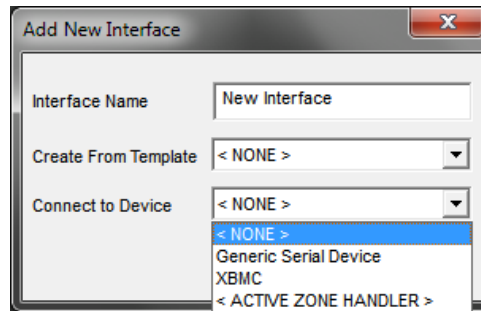 Add New Interface
Interface Name New Interface
Create From Template < NONE >
Connect to Device < NONE >
< NONE >
Generic Serial Device
XBMC
< ACTIVE ZONE HANDLER >